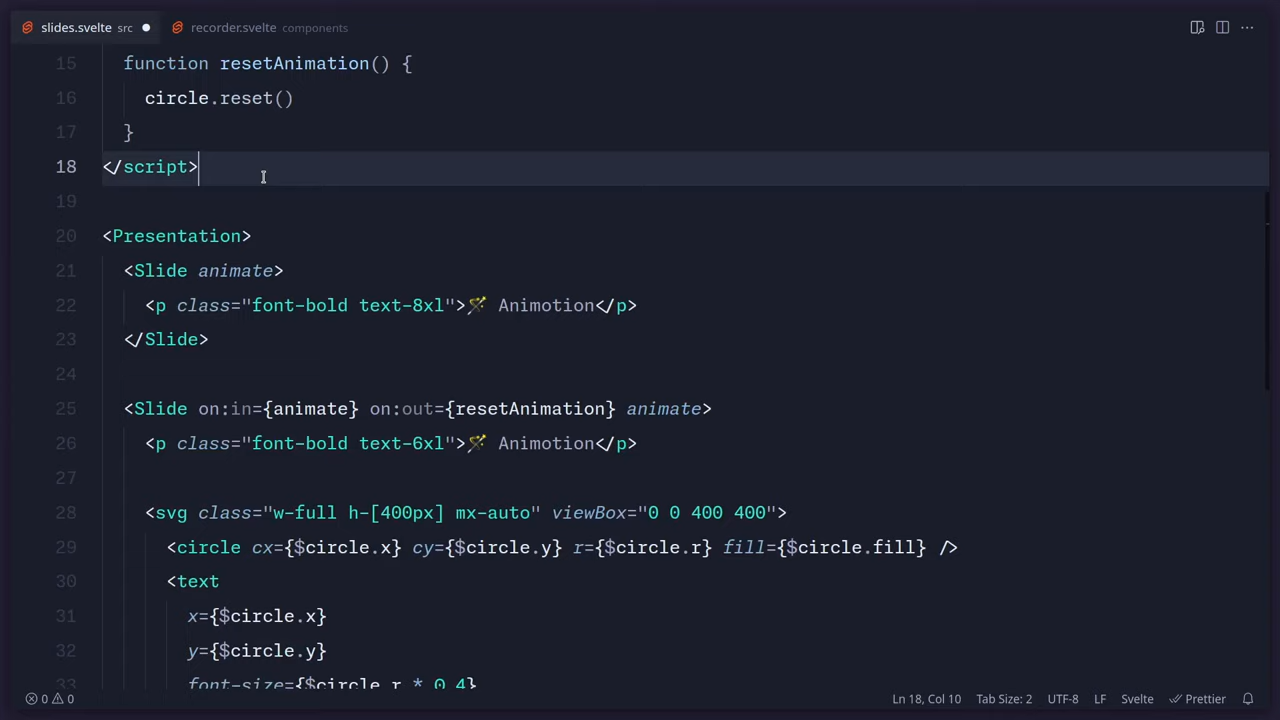 slides.svelte src
recorder.svelte components
15 function resetAnimation() {
16 circle.reset()
17 }
18 </script>
19
20 <Presentation>
21 <Slide animate>
22 <p class="font-bold text-8xl">🪄 Animotion</p>
23 </Slide>
24
25 <Slide on:in={animate} on:out={resetAnimation} animate>
26 <p class="font-bold text-6xl">🪄 Animotion</p>
27
28 <svg class="w-full h-[400px] mx-auto" viewBox="0 0 400 400">
29 <circle cx={$circle.x} cy={$circle.y} r={$circle.r} fill={$circle.fill} />
30 <text
31 x={$circle.x}
32 y={$circle.y}
33 font-size={$circle.r * 0.4}
0 0 Ln 18, Col 10 Tab Size: 2 UTF-8 LF Svelte Prettier